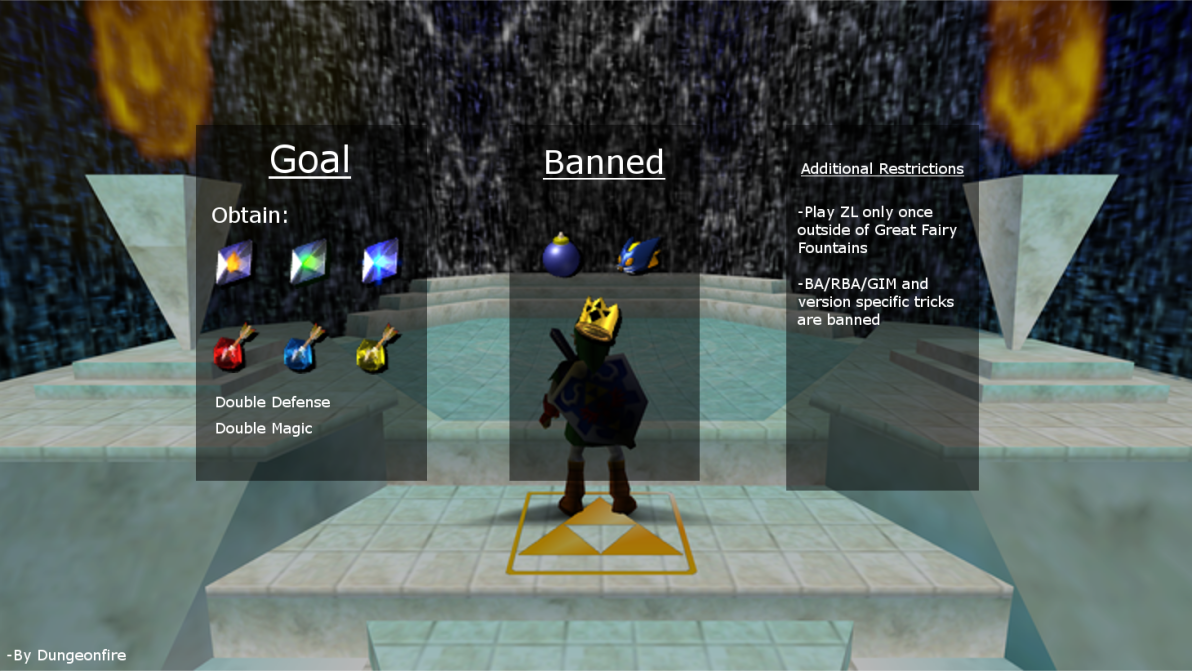 Goal
Obtain:
Double Defense
Double Magic
Banned
Additional Restrictions
-Play ZL only once
outside of Great Fairy
Fountains
-BA/RBA/GIM and
version specific tricks
are banned
-By Dungeonfire